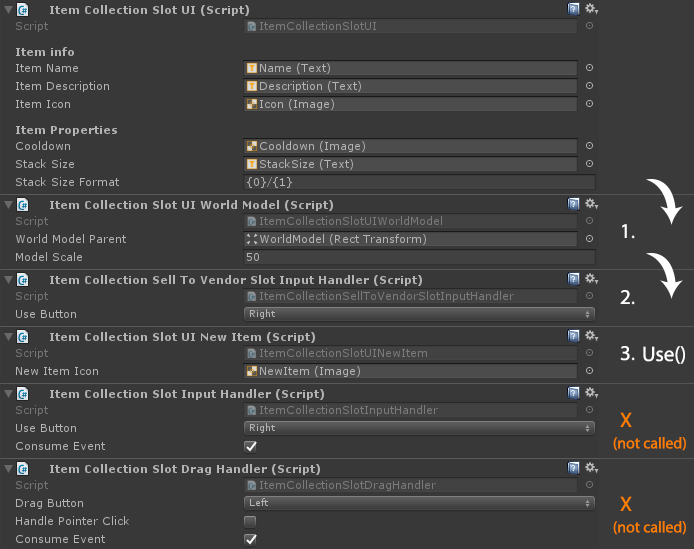 Item Collection Slot UI (Script)
Script ItemCollectionSlotUI
Item info
Item Name Name (Text)
Item Description Description (Text)
Item Icon Icon (Image)
Item Properties
Cooldown Cooldown (Image)
Stack Size StackSize (Text)
Stack Size Format {0}/{1}
Item Collection Slot UI World Model (Script)
Script ItemCollectionSlotUIWorldModel
1.
World Model Parent WorldModel (Rect Transform)
Model Scale 50
Item Collection Sell To Vendor Slot Input Handler (Script)
Script ItemCollectionSellToVendorSlotInputHandler
2.
Use Button Right
Item Collection Slot UI New Item (Script)
Script ItemCollectionSlotUINewItem
3. Use()
New Item Icon NewItem (Image)
Item Collection Slot Input Handler (Script)
Script ItemCollectionSlotInputHandler
X
Use Button Right
(not called)
Consume Event
Item Collection Slot Drag Handler (Script)
Script ItemCollectionSlotDragHandler
Drag Button Left
X
Handle Pointer Click
(not called)
Consume Event